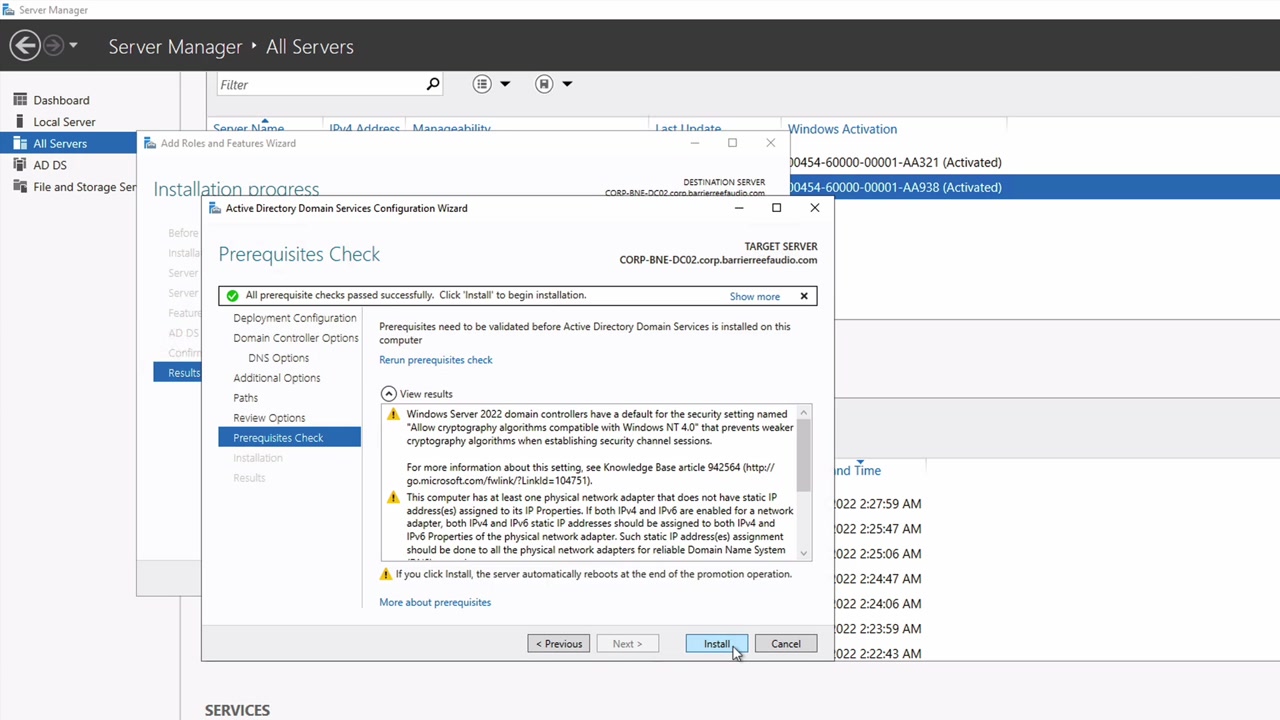 Server Manager
Server Manager ‣ All Servers
Filter
Dashboard
Local Server
All Servers
AD DS
File and Storage Ser
Server Name IPv4 Address Manageability Last Update Windows Activation
00454-60000-00001-AA321 (Activated)
00454-60000-00001-AA938 (Activated)
Add Roles and Features Wizard
Installation progress
DESTINATION SERVER
CORP-BNE-DC02.corp.barrierreefaudio.com
Before
Installa
Server
Server
Feature
AD DS
Confirm
Results
Active Directory Domain Services Configuration Wizard
Prerequisites Check
TARGET SERVER
CORP-BNE-DC02.corp.barrierreefaudio.com
All prerequisite checks passed successfully. Click 'Install' to begin installation.
Show more
Deployment Configuration
Domain Controller Options
DNS Options
Additional Options
Paths
Review Options
Prerequisites Check
Installation
Results
Prerequisites need to be validated before Active Directory Domain Services is installed on this
computer
Rerun prerequisites check
View results
Windows Server 2022 domain controllers have a default for the security setting named
"Allow cryptography algorithms compatible with Windows NT 4.0" that prevents weaker
cryptography algorithms when establishing security channel sessions.
For more information about this setting, see Knowledge Base article 942564 (http://
go.microsoft.com/fwlink/?LinkId=104751).
This computer has at least one physical network adapter that does not have static IP
address(es) assigned to its IP Properties. If both IPv4 and IPv6 are enabled for a network
adapter, both IPv4 and IPv6 static IP addresses should be assigned to both IPv4 and
IPv6 Properties of the physical network adapter. Such static IP address(es) assignment
should be done to all the physical network adapters for reliable Domain Name System
If you click Install, the server automatically reboots at the end of the promotion operation.
More about prerequisites
< Previous
Next >
Install
Cancel
and Time
2022 2:27:59 AM
2022 2:25:47 AM
2022 2:25:06 AM
2022 2:24:47 AM
2022 2:24:06 AM
2022 2:23:59 AM
2022 2:22:43 AM
SERVICES